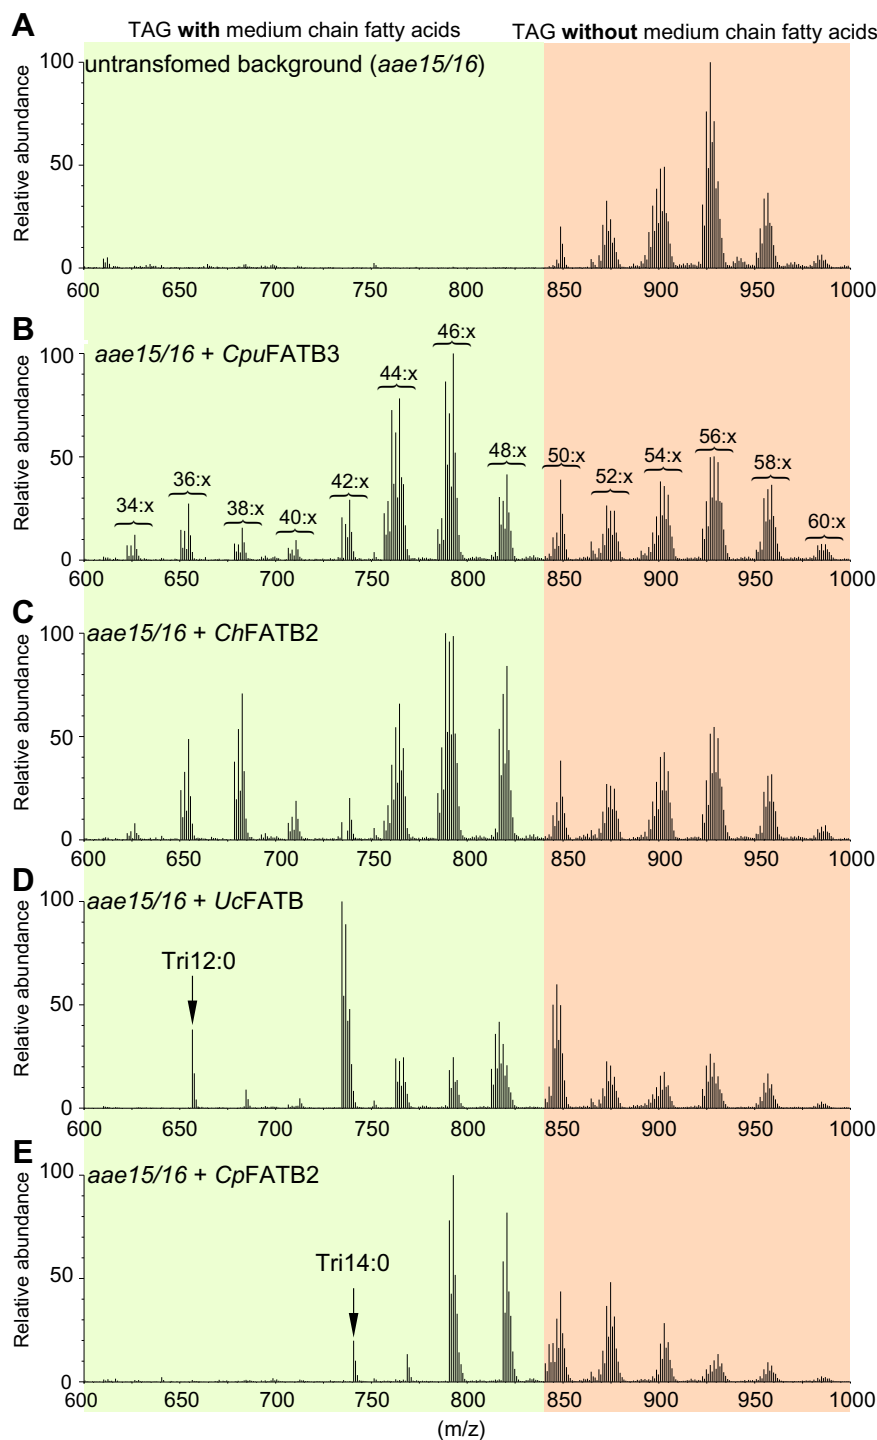 A
TAG with medium chain fatty acids
TAG without medium chain fatty acids
untransfomed background (aae15/16)
Relative abundance
100
50
0
600 650 700 750 800 850 900 950 1000
B
aae15/16 + CpuFATB3
Relative abundance
100
50
0
34:x
36:x
38:x
40:x
42:x
44:x
46:x
48:x
50:x
52:x
54:x
56:x
58:x
60:x
600 650 700 750 800 850 900 950 1000
C
aae15/16 + ChFATB2
Relative abundance
100
50
0
600 650 700 750 800 850 900 950 1000
D
aae15/16 + UcFATB
Relative abundance
100
50
0
Tri12:0
600 650 700 750 800 850 900 950 1000
E
aae15/16 + CpFATB2
Relative abundance
100
50
0
Tri14:0
600 650 700 750 800 850 900 950 1000
(m/z)